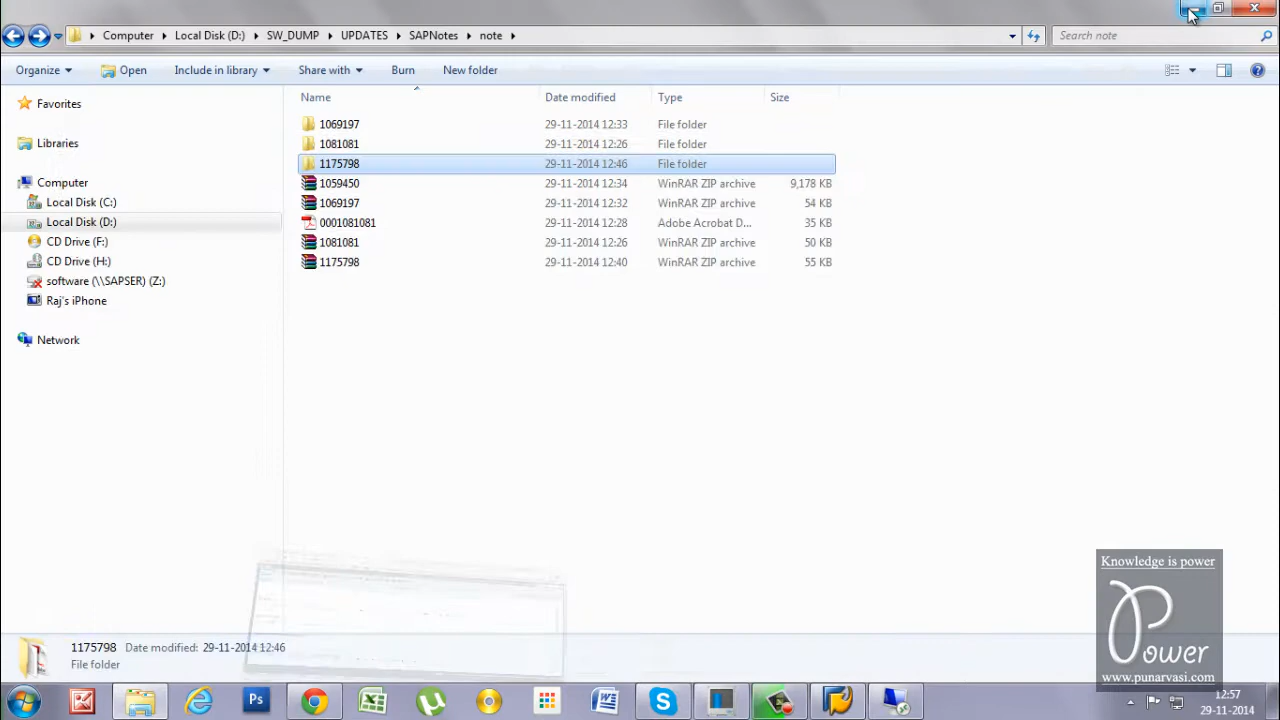 Computer Local Disk (D:) SW_DUMP UPDATES SAPNotes note Search note
Organize Open Include in library Share with Burn New folder
Name Date modified Type Size
Favorites
Libraries
Computer
Local Disk (C:)
Local Disk (D:)
CD Drive (F:)
CD Drive (H:)
software (\\SAPSER) (Z:)
Raj's iPhone
Network
1069197 29-11-2014 12:33 File folder
1081081 29-11-2014 12:26 File folder
1175798 29-11-2014 12:46 File folder
1059450 29-11-2014 12:34 WinRAR ZIP archive 9,178 KB
1069197 29-11-2014 12:32 WinRAR ZIP archive 54 KB
0001081081 29-11-2014 12:28 Adobe Acrobat D... 35 KB
1081081 29-11-2014 12:26 WinRAR ZIP archive 50 KB
1175798 29-11-2014 12:40 WinRAR ZIP archive 55 KB
1175798 Date modified: 29-11-2014 12:46
File folder
Knowledge is power
Power
www.punarvasi.com
Ps
12:57
29-11-2014